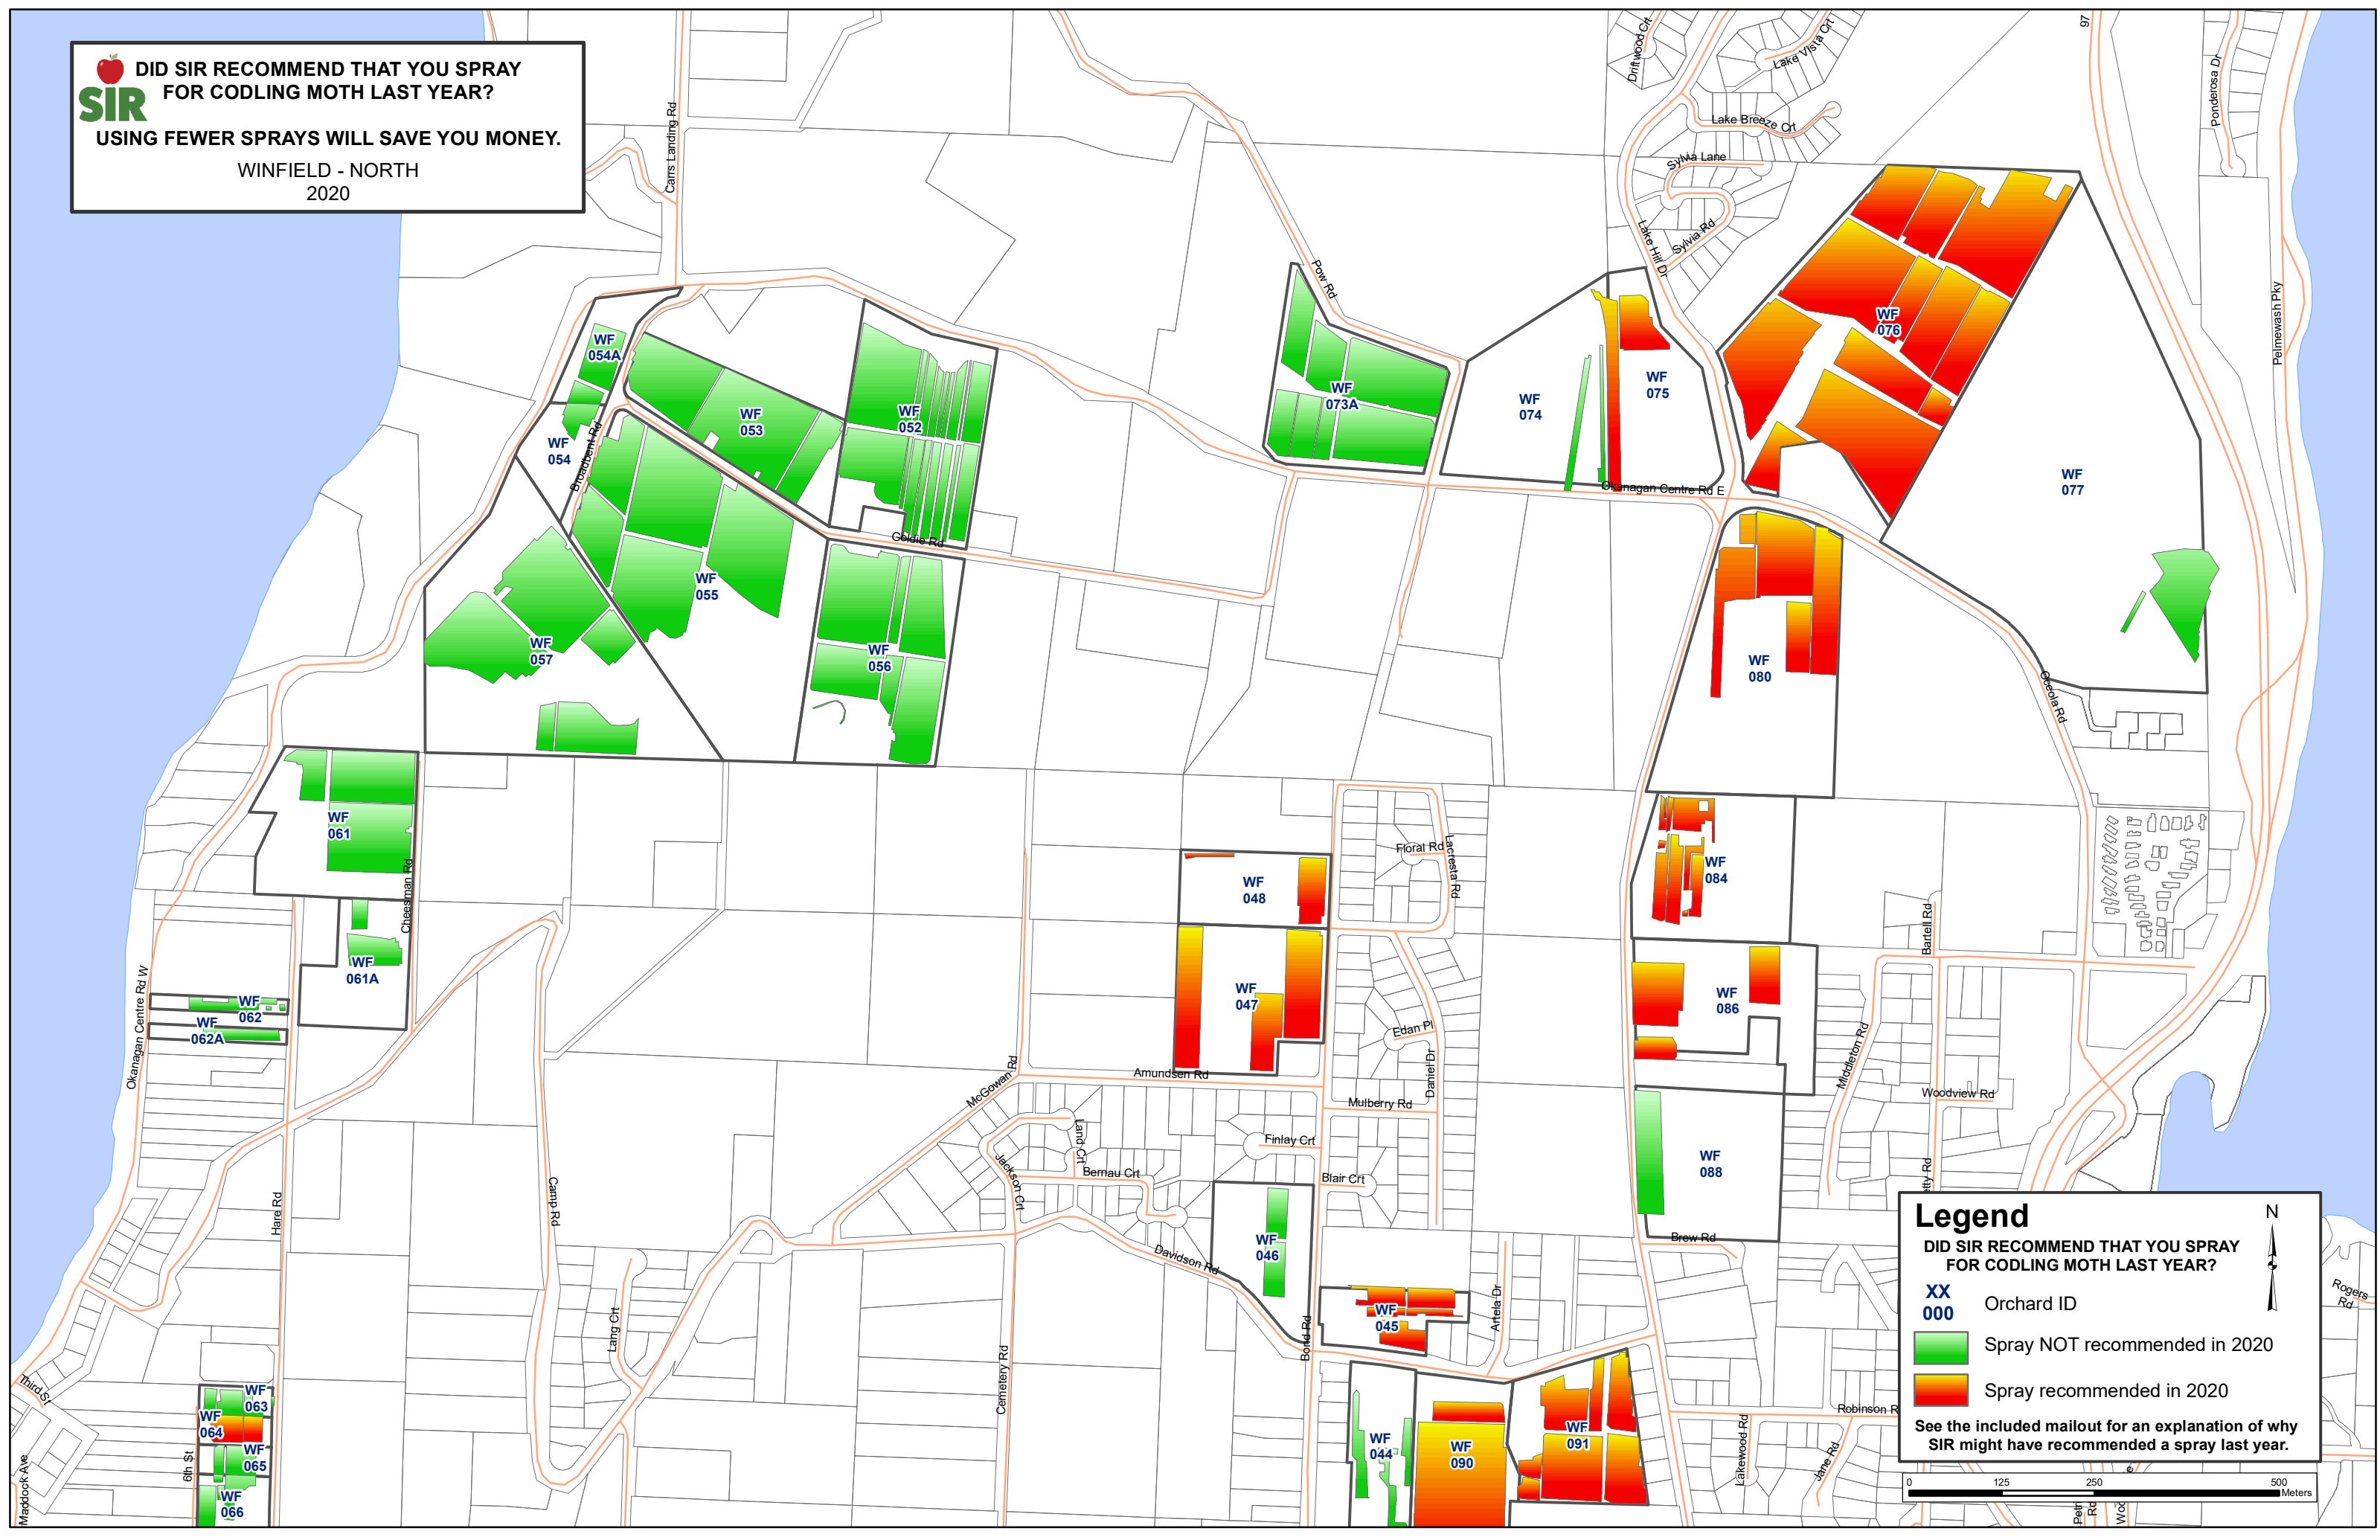 SIR
DID SIR RECOMMEND THAT YOU SPRAY
FOR CODLING MOTH LAST YEAR?
USING FEWER SPRAYS WILL SAVE YOU MONEY.
WINFIELD - NORTH
2020
Carrs Landing Rd
Driftwood Crt
Lake Vista Crt
97
Ponderosa Dr
Lake Breeze Crt
Sylvia Lane
Sylvia Rd
Lake Hill Dr
Pow Rd
Pelmewash Pky
WF
054A
WF
054
Broadbent Rd
WF
053
WF
052
WF
073A
WF
074
WF
075
WF
076
WF
077
Okanagan Centre Rd E
Goldie Rd
WF
055
WF
057
WF
056
WF
080
Oceola Rd
WF
061
Cheesman Rd
WF
061A
Okanagan Centre Rd W
WF
062
WF
062A
WF
048
WF
047
Floral Rd
Lacresta Rd
Edan Pl
Daniel Dr
WF
084
WF
086
Bartell Rd
Middleton Rd
Woodview Rd
McGowan Rd
Amundsen Rd
Mulberry Rd
Finlay Crt
Land Crt
Jackson Crt
Bernau Crt
Blair Crt
WF
088
Brew Rd
Hare Rd
Camp Rd
Lang Crt
Davidson Rd
WF
046
Bond Rd
WF
045
Artela Dr
Cemetery Rd
Third St
Maddock Ave
6th St
WF
063
WF
064
WF
065
WF
066
WF
044
WF
090
WF
091
Lakewood Rd
Jane Rd
Robinson R
etty Rd
Rogers
Rd
Legend
N
DID SIR RECOMMEND THAT YOU SPRAY
FOR CODLING MOTH LAST YEAR?
XX
000
Orchard ID
Spray NOT recommended in 2020
Spray recommended in 2020
See the included mailout for an explanation of why
SIR might have recommended a spray last year.
0 125 250 500
Meters
Rd